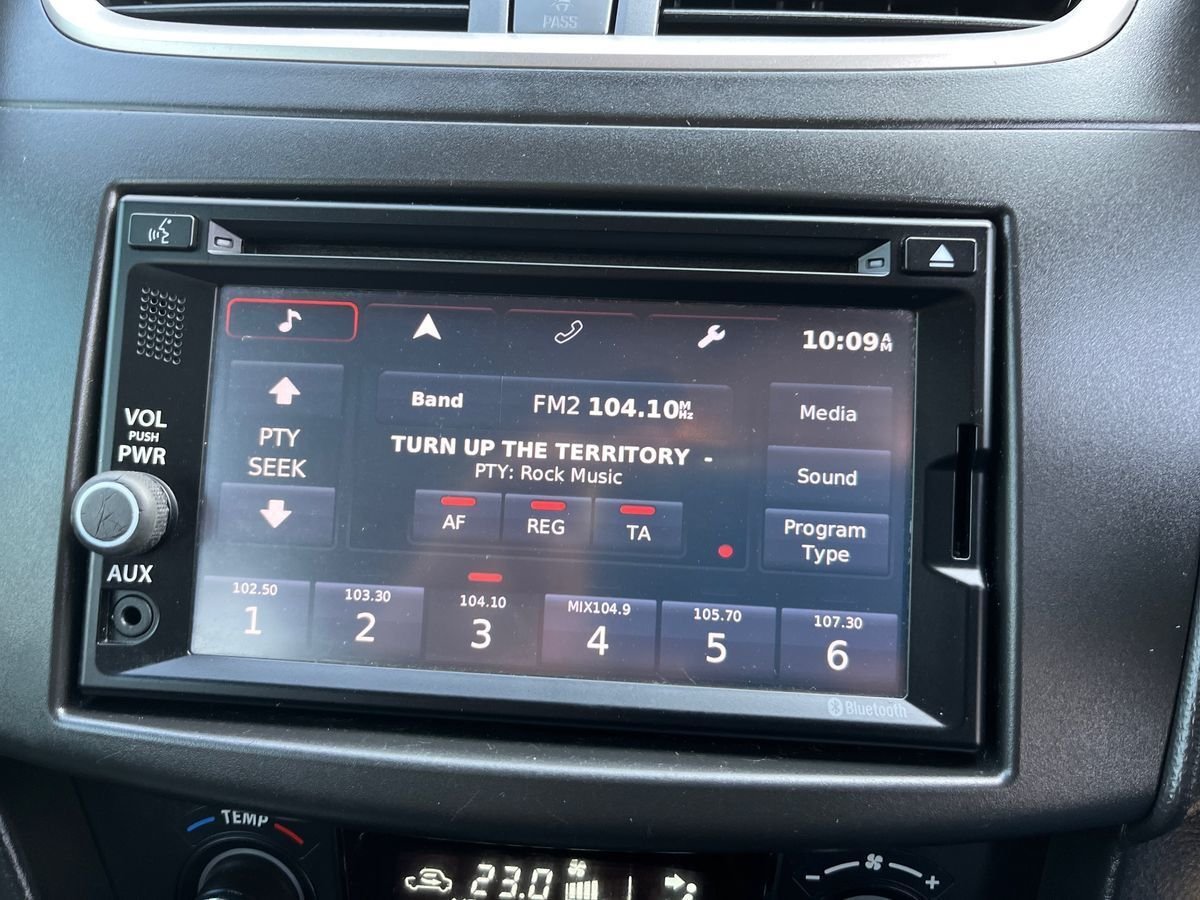 PASS
10:09AM
Band
FM2 104.10MHz
Media
PTY
SEEK
TURN UP THE TERRITORY -
PTY: Rock Music
Sound
AF
REG
TA
Program
Type
VOL
PUSH
PWR
AUX
102.50
1
103.30
2
104.10
3
MIX104.9
4
105.70
5
107.30
6
Bluetooth
TEMP
23.0
- +